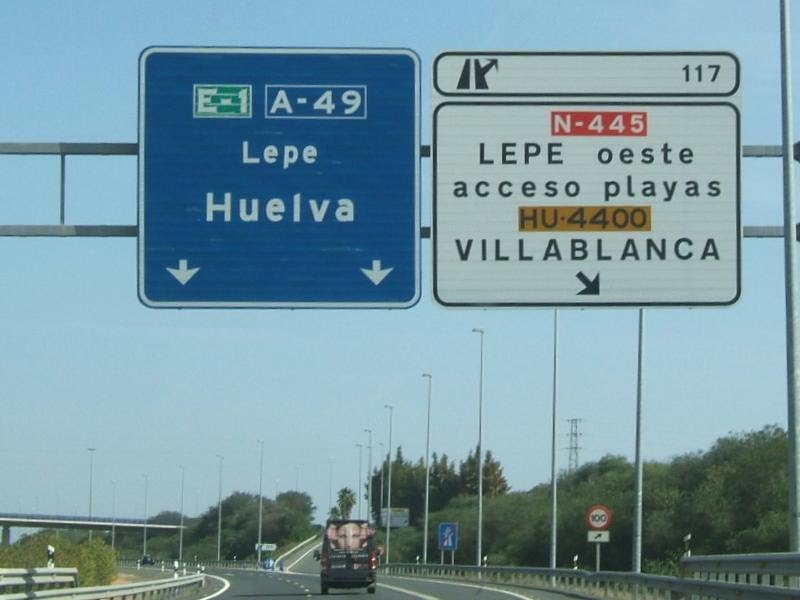 E-1 A-49
Lepe
Huelva
117
N-445
LEPE oeste
acceso playas
HU-4400
VILLABLANCA
100